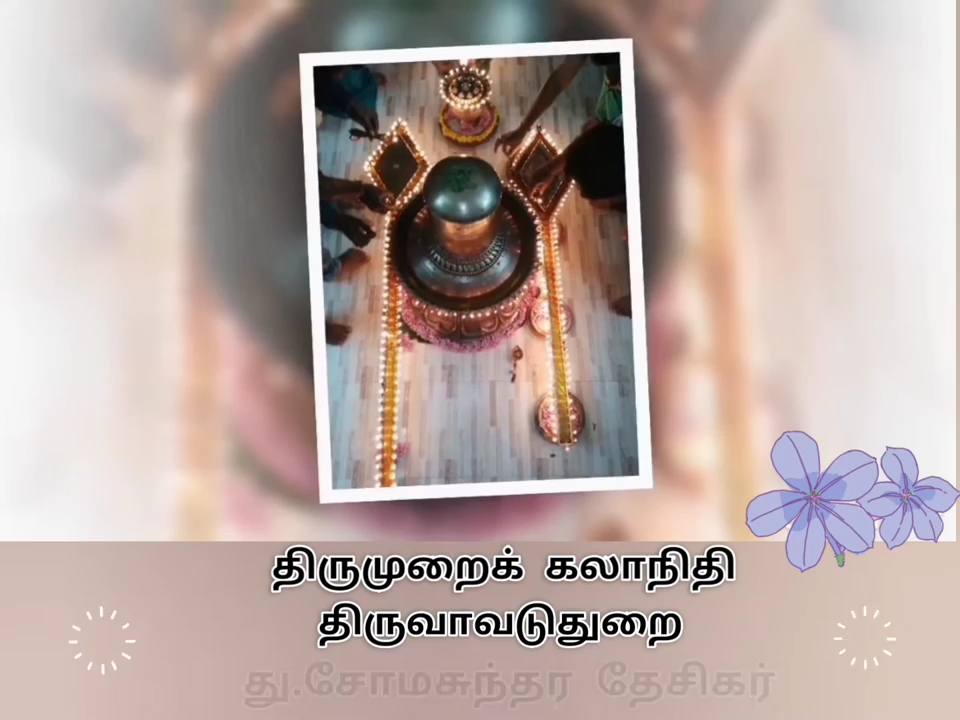 திருமுறைக் கலாநிதி
திருவாவடுதுறை
து.சோமசுந்தர தேசிகர்